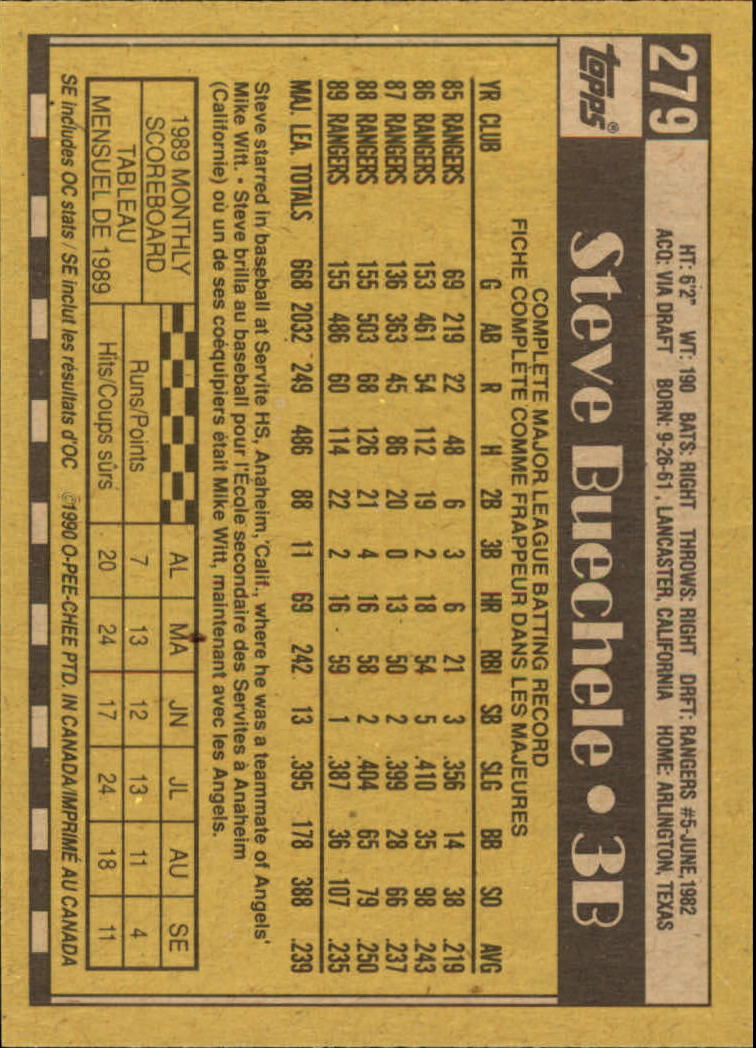 279
HT: 6'2" WT: 190 BATS: RIGHT THROWS: RIGHT DRFT: RANGERS #5-JUNE, 1982
ACQ: VIA DRAFT BORN: 9-26-61, LANCASTER, CALIFORNIA HOME: ARLINGTON, TEXAS
topps®
Steve Buechele • 3B
COMPLETE MAJOR LEAGUE BATTING RECORD
FICHE COMPLÈTE COMME FRAPPEUR DANS LES MAJEURES
YR CLUB G AB R H 2B 3B HR RBI SB SLG BB SO AVG
85 RANGERS 69 219 22 48 6 3 6 21 3 .356 14 38 .219
86 RANGERS 153 461 54 112 19 2 18 54 5 .410 35 98 .243
87 RANGERS 136 363 45 86 20 0 13 50 2 .399 28 66 .237
88 RANGERS 155 503 68 126 21 4 16 58 2 .404 65 79 .250
89 RANGERS 155 486 60 114 22 2 16 59 1 .387 36 107 .235
MAJ. LEA. TOTALS 668 2032 249 486 88 11 69 242 13 .395 178 388 .239
Steve starred in baseball at Servite HS, Anaheim, Calif., where he was a teammate of Angels'
Mike Witt. • Steve brilla au baseball pour l'École secondaire des Servites à Anaheim
(Californie) où un de ses coéquipiers était Mike Witt, maintenant avec les Angels.
1989 MONTHLY SCOREBOARD
TABLEAU MENSUEL DE 1989
AL MA JN JL AU SE
Runs/Points 7 13 12 13 11 4
Hits/Coups sûrs 20 24 17 24 18 11
SE includes OC stats / SE inclut les résultats d'OC ©1990 O-PEE-CHEE PTD. IN CANADA/IMPRIMÉ AU CANADA